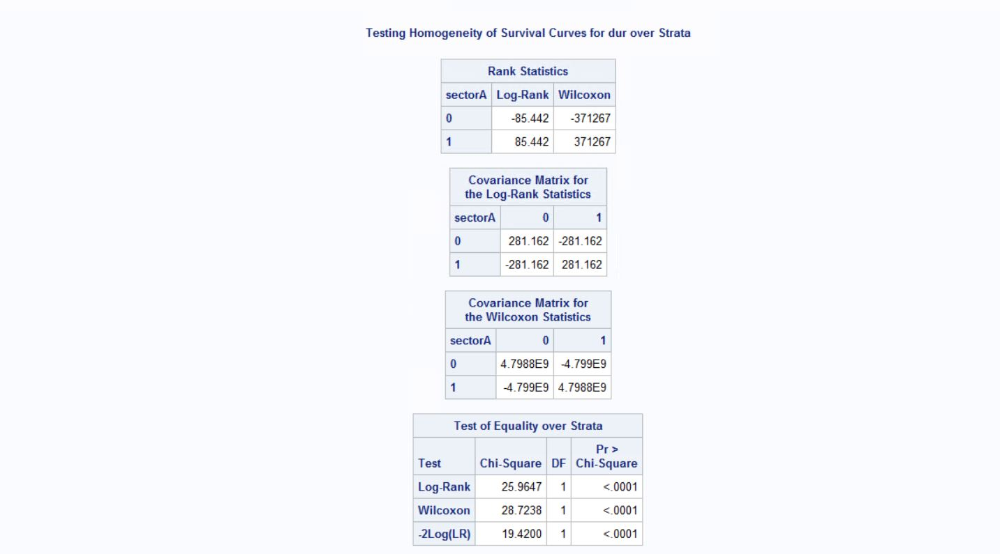 Testing Homogeneity of Survival Curves for dur over Strata
Rank Statistics
sectorA Log-Rank Wilcoxon
0 -85.442 -371267
1 85.442 371267
Covariance Matrix for
the Log-Rank Statistics
sectorA 0 1
0 281.162 -281.162
1 -281.162 281.162
Covariance Matrix for
the Wilcoxon Statistics
sectorA 0 1
0 4.7988E9 -4.799E9
1 -4.799E9 4.7988E9
Test of Equality over Strata
Pr >
Test Chi-Square DF Chi-Square
Log-Rank 25.9647 1 <.0001
Wilcoxon 28.7238 1 <.0001
-2Log(LR) 19.4200 1 <.0001